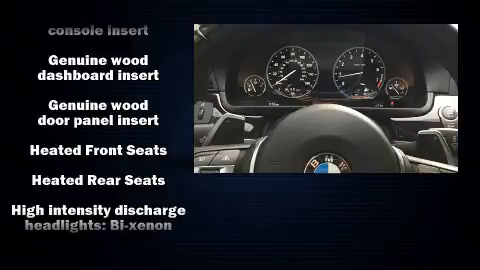 console insert
Genuine wood
dashboard insert
Genuine wood
door panel insert
Heated Front Seats
Heated Rear Seats
High intensity discharge
headlights: Bi-xenon